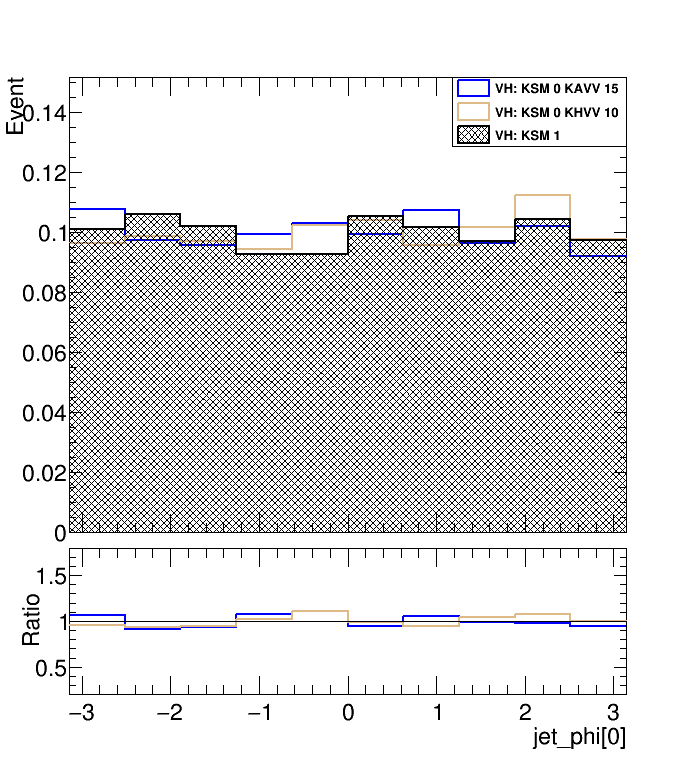 Event
0.14
0.12
0.1
0.08
0.06
0.04
0.02
0
VH: KSM 0 KAVV 15
VH: KSM 0 KHVV 10
VH: KSM 1
Ratio
1.5
1
0.5
−3 −2 −1 0 1 2 3
jet_phi[0]